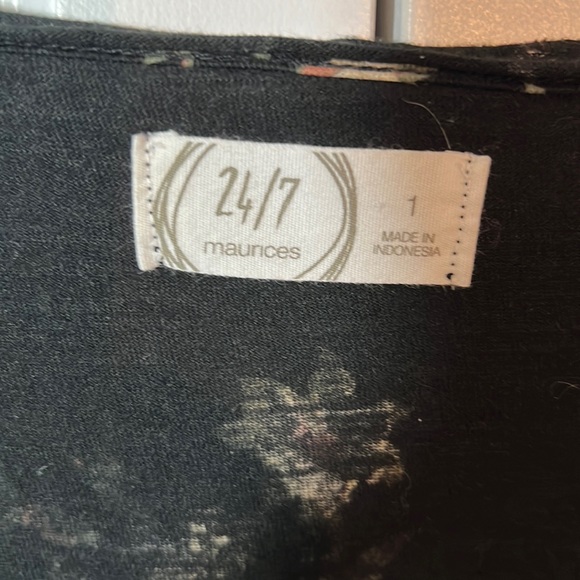 24/7
maurices
1
MADE IN
INDONESIA